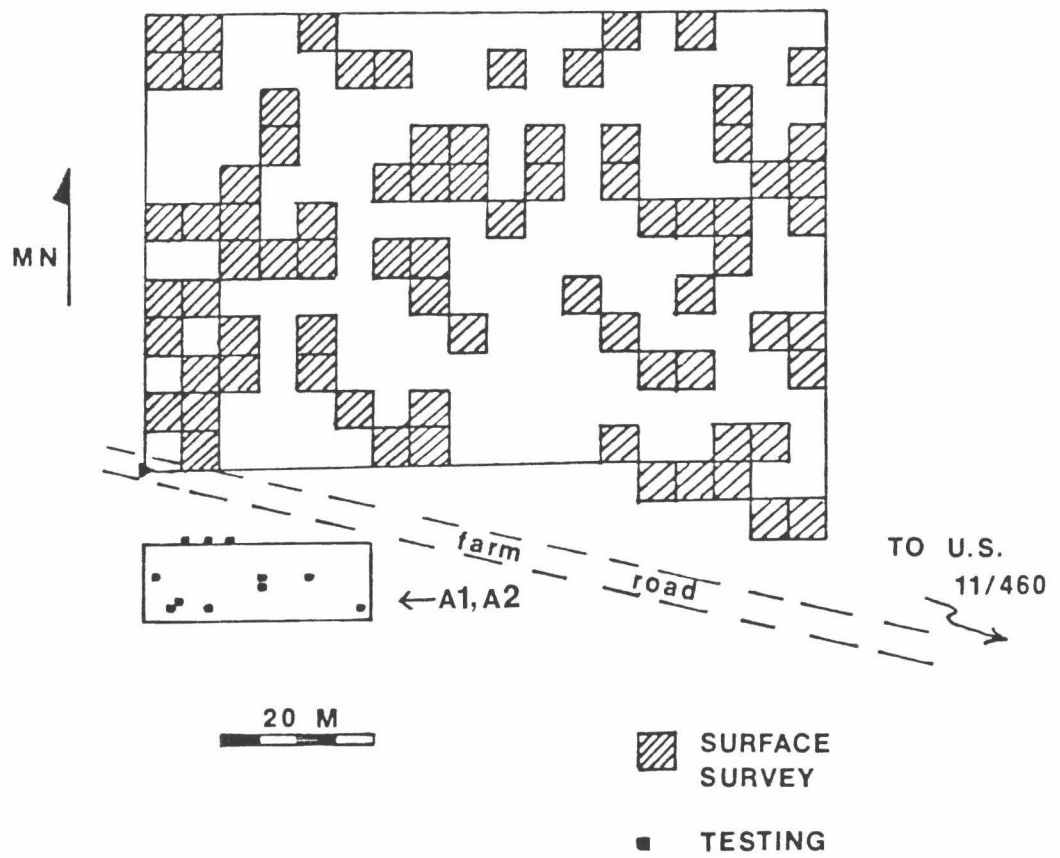 MN
farm
road
TO U.S.
11/460
←A1, A2
20 M
SURFACE
SURVEY
TESTING